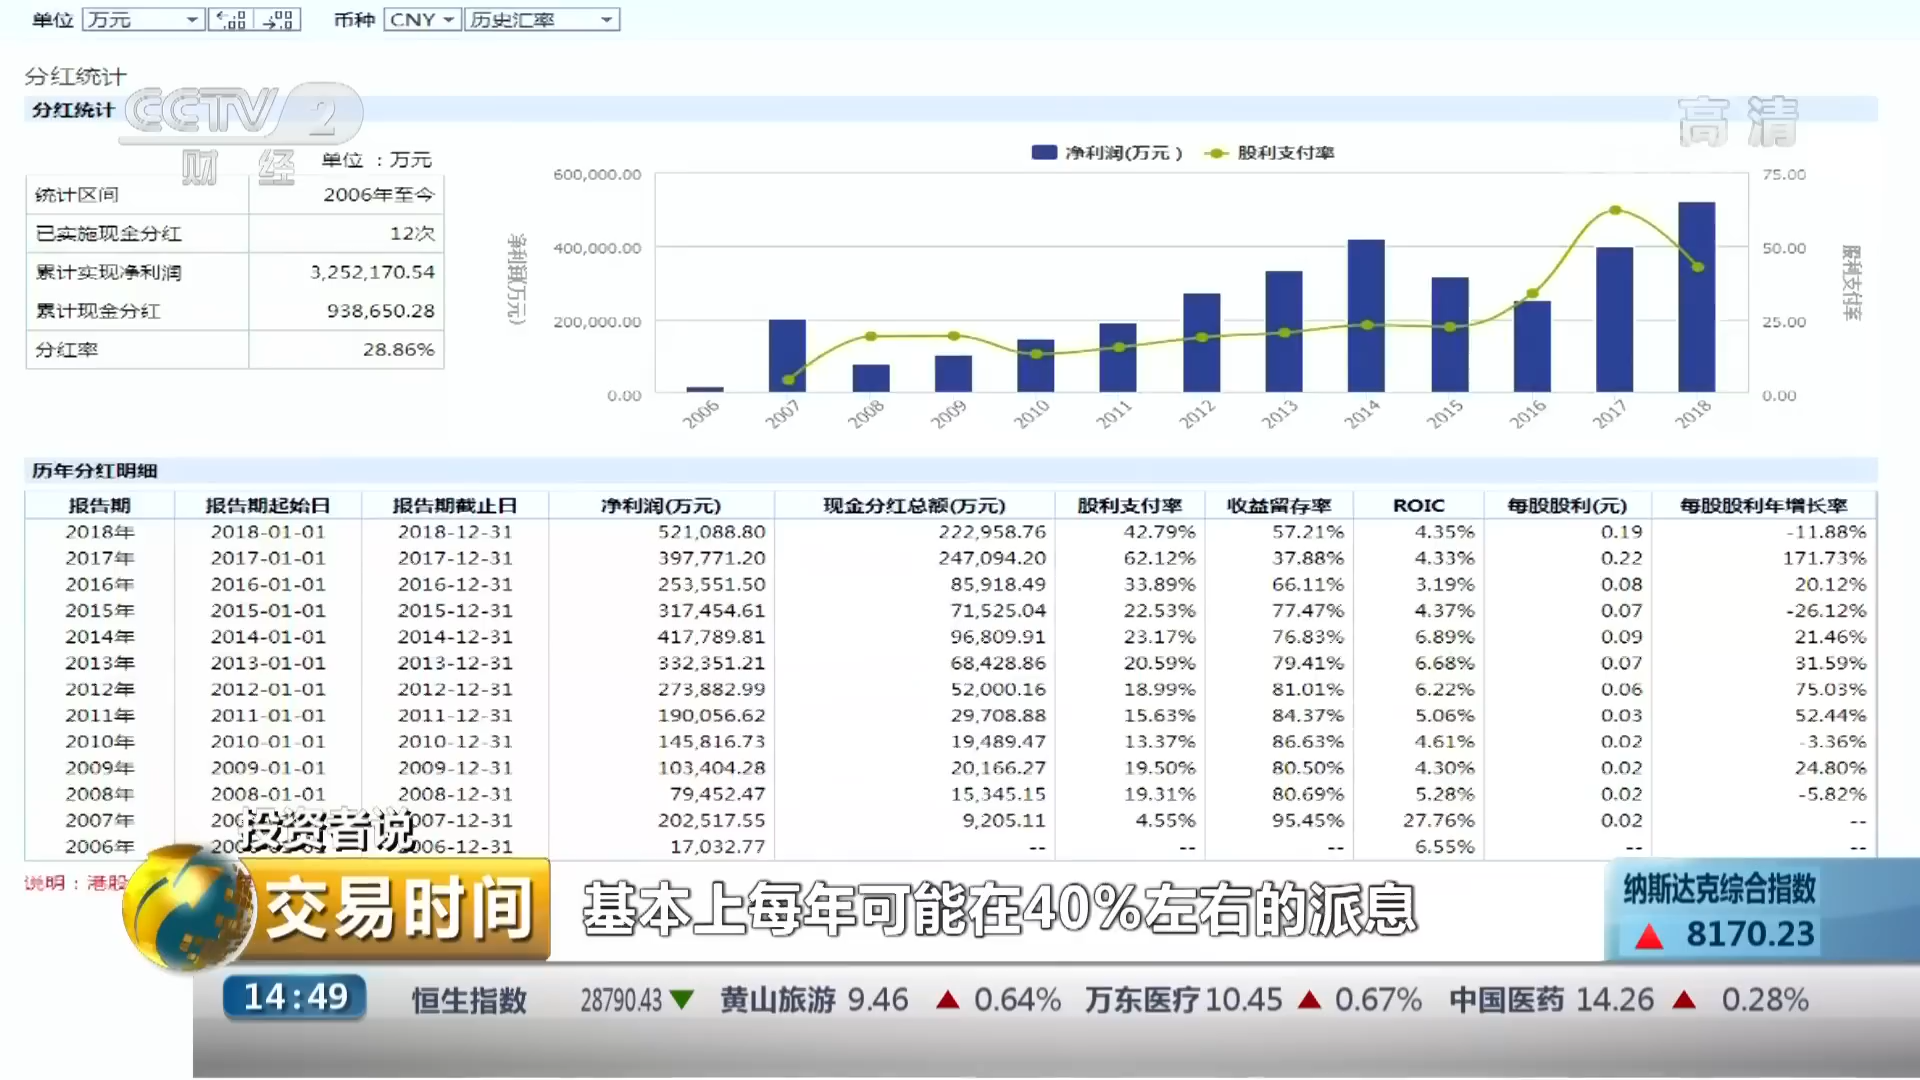 单位 万元 币种 CNY 历史汇率
分红统计
分红统计
CCTV 2
财 经
高 清
单位 ：万元
统计区间 2006年至今
已实施现金分红 12次
累计实现净利润 3,252,170.54
累计现金分红 938,650.28
分红率 28.86%
净利润(万元) 股利支付率
600,000.00 75.00
400,000.00 50.00
200,000.00 25.00
0.00 0.00
净利润(万元)
股利支付率
2006 2007 2008 2009 2010 2011 2012 2013 2014 2015 2016 2017 2018
历年分红明细
报告期 报告期起始日 报告期截止日 净利润(万元) 现金分红总额(万元) 股利支付率 收益留存率 ROIC 每股股利(元) 每股股利年增长率
2018年 2018-01-01 2018-12-31 521,088.80 222,958.76 42.79% 57.21% 4.35% 0.19 -11.88%
2017年 2017-01-01 2017-12-31 397,771.20 247,094.20 62.12% 37.88% 4.33% 0.22 171.73%
2016年 2016-01-01 2016-12-31 253,551.50 85,918.49 33.89% 66.11% 3.19% 0.08 20.12%
2015年 2015-01-01 2015-12-31 317,454.61 71,525.04 22.53% 77.47% 4.37% 0.07 -26.12%
2014年 2014-01-01 2014-12-31 417,789.81 96,809.91 23.17% 76.83% 6.89% 0.09 21.46%
2013年 2013-01-01 2013-12-31 332,351.21 68,428.86 20.59% 79.41% 6.68% 0.07 31.59%
2012年 2012-01-01 2012-12-31 273,882.99 52,000.16 18.99% 81.01% 6.22% 0.06 75.03%
2011年 2011-01-01 2011-12-31 190,056.62 29,708.88 15.63% 84.37% 5.06% 0.03 52.44%
2010年 2010-01-01 2010-12-31 145,816.73 19,489.47 13.37% 86.63% 4.61% 0.02 -3.36%
2009年 2009-01-01 2009-12-31 103,404.28 20,166.27 19.50% 80.50% 4.30% 0.02 24.80%
2008年 2008-01-01 2008-12-31 79,452.47 15,345.15 19.31% 80.69% 5.28% 0.02 -5.82%
2007年 200 07-12-31 202,517.55 9,205.11 4.55% 95.45% 27.76% 0.02 --
2006年 200 06-12-31 17,032.77 -- -- -- 6.55% -- --
说明：港股
投资者说
交易时间
基本上每年可能在40%左右的派息
纳斯达克综合指数
▲ 8170.23
14:49 恒生指数 28790.43▼ 黄山旅游 9.46 ▲ 0.64% 万东医疗10.45 ▲ 0.67% 中国医药 14.26 ▲ 0.28%